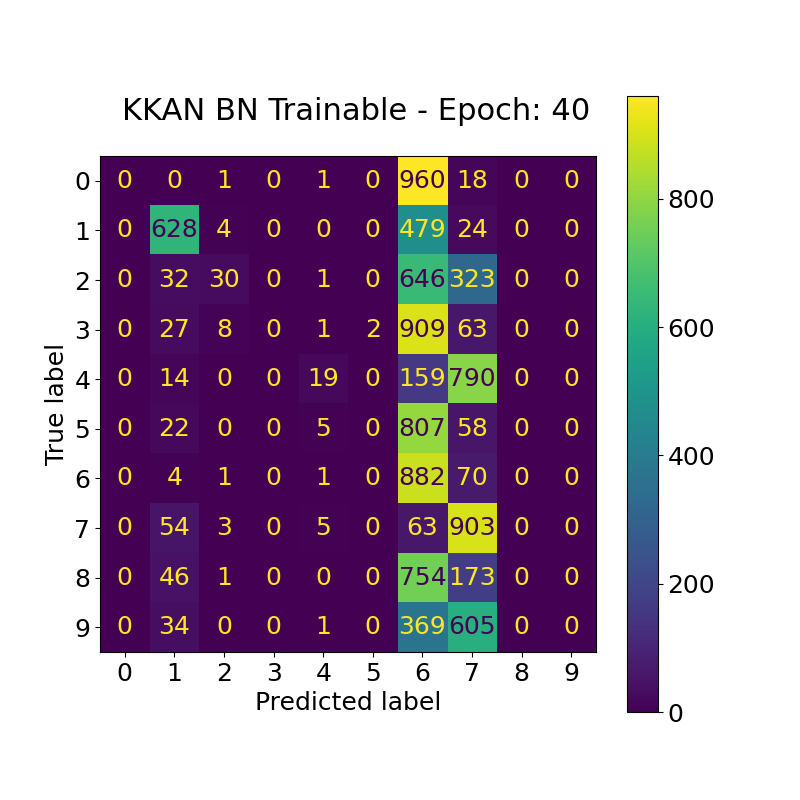 KKAN BN Trainable - Epoch: 40
0 0 0 1 0 1 0 960 18 0 0
1 0 628 4 0 0 0 479 24 0 0
2 0 32 30 0 1 0 646 323 0 0
3 0 27 8 0 1 2 909 63 0 0
4 0 14 0 0 19 0 159 790 0 0
5 0 22 0 0 5 0 807 58 0 0
6 0 4 1 0 1 0 882 70 0 0
7 0 54 3 0 5 0 63 903 0 0
8 0 46 1 0 0 0 754 173 0 0
9 0 34 0 0 1 0 369 605 0 0
0 1 2 3 4 5 6 7 8 9
Predicted label
True label
800
600
400
200
0